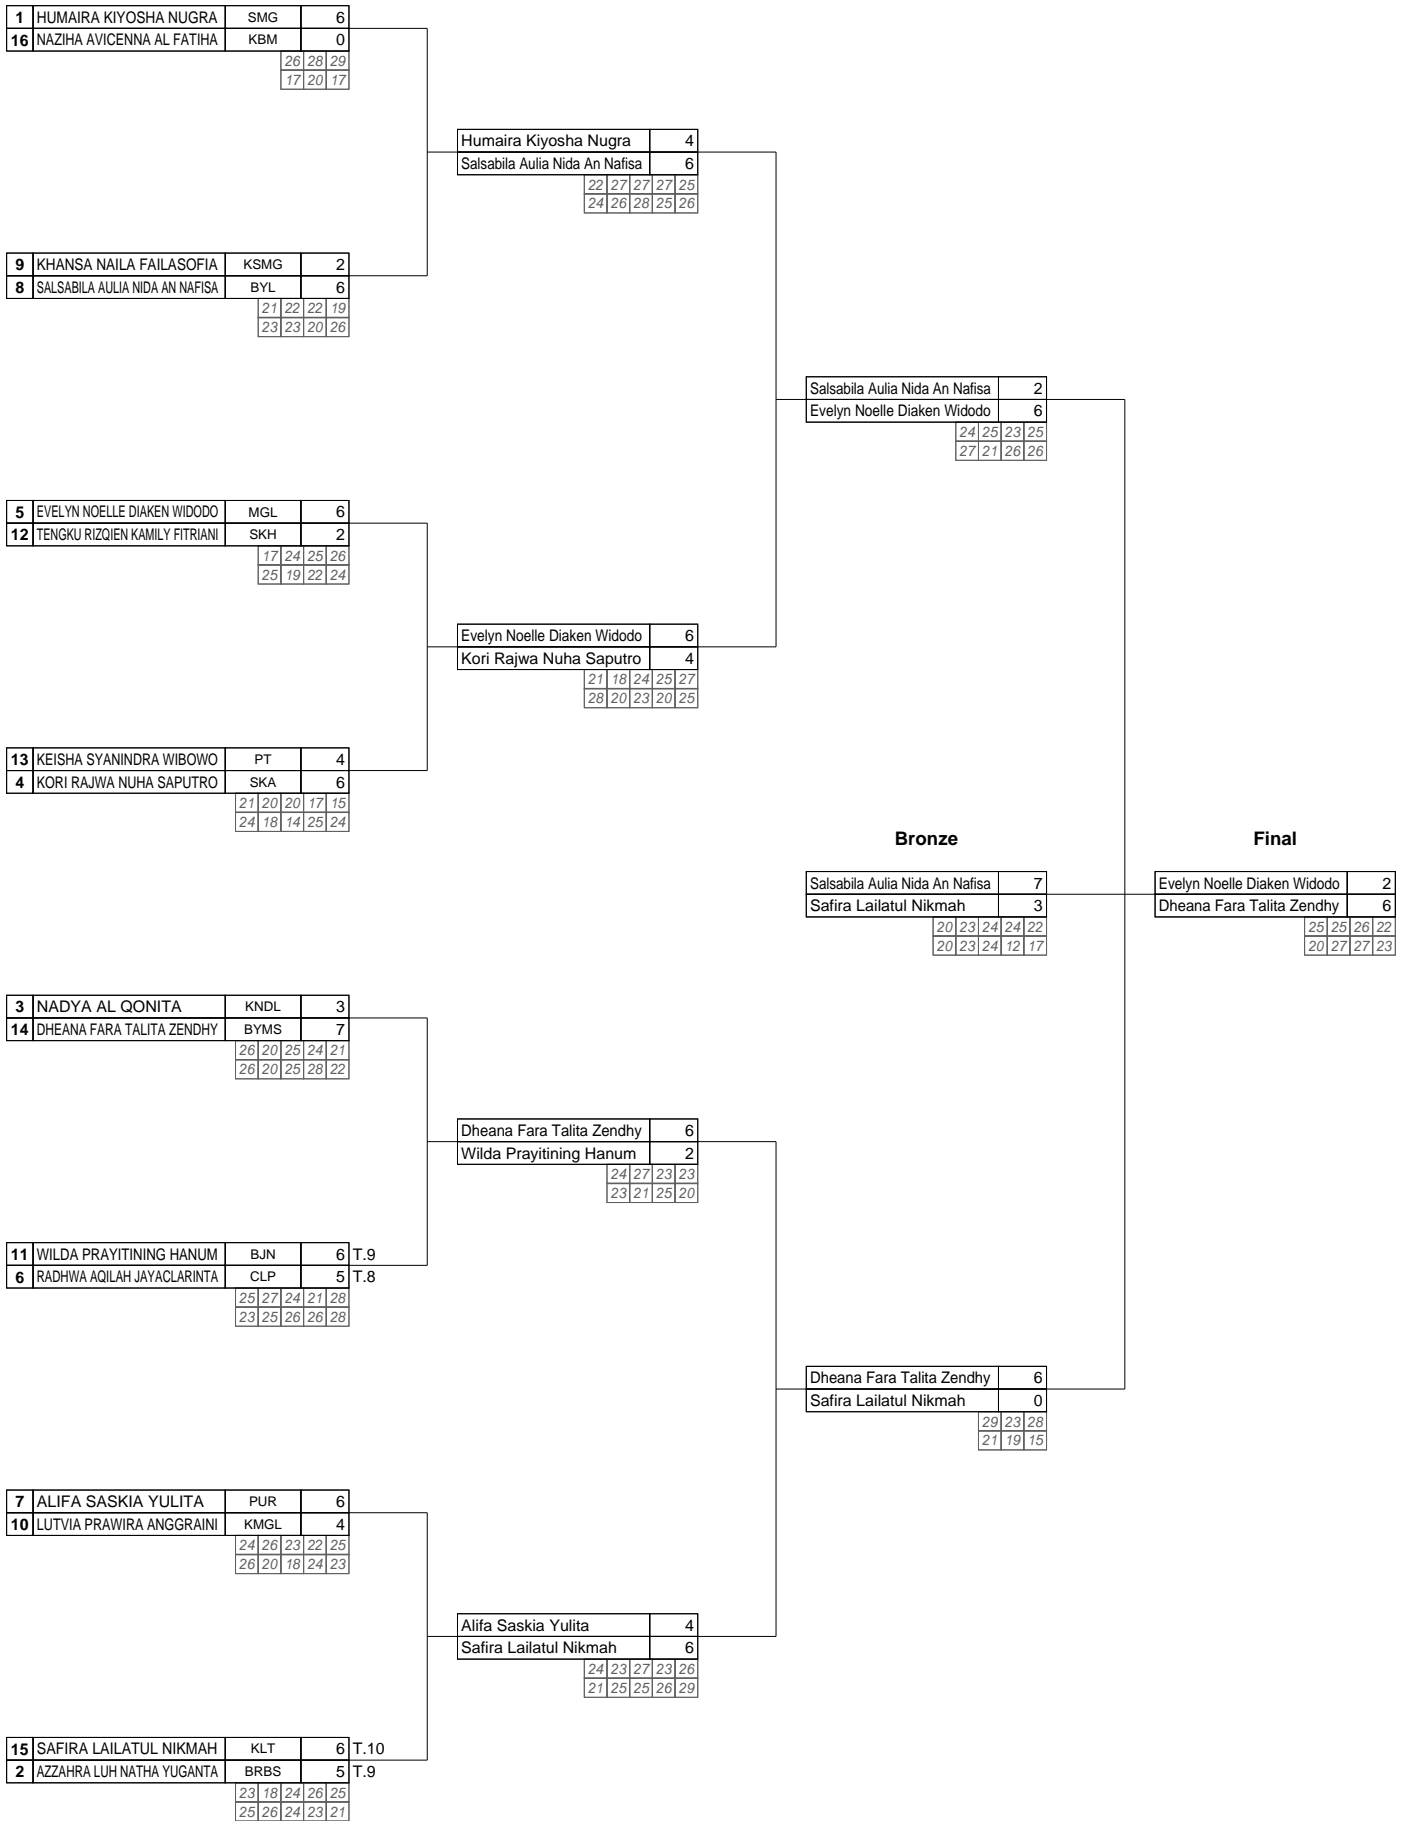 1 HUMAIRA KIYOSHA NUGRA SMG 6
16 NAZIHA AVICENNA AL FATIHA KBM 0
26 28 29
17 20 17
Humaira Kiyosha Nugra 4
Salsabila Aulia Nida An Nafisa 6
22 27 27 27 25
24 26 28 25 26
9 KHANSA NAILA FAILASOFIA KSMG 2
8 SALSABILA AULIA NIDA AN NAFISA BYL 6
21 22 22 19
23 23 20 26
Salsabila Aulia Nida An Nafisa 2
Evelyn Noelle Diaken Widodo 6
24 25 23 25
27 21 26 26
5 EVELYN NOELLE DIAKEN WIDODO MGL 6
12 TENGKU RIZQIEN KAMILY FITRIANI SKH 2
17 24 25 26
25 19 22 24
Evelyn Noelle Diaken Widodo 6
Kori Rajwa Nuha Saputro 4
21 18 24 25 27
28 20 23 20 25
13 KEISHA SYANINDRA WIBOWO PT 4
4 KORI RAJWA NUHA SAPUTRO SKA 6
21 20 20 17 15
24 18 14 25 24
Bronze
Final
Salsabila Aulia Nida An Nafisa 7
Safira Lailatul Nikmah 3
20 23 24 24 22
20 23 24 12 17
Evelyn Noelle Diaken Widodo 2
Dheana Fara Talita Zendhy 6
25 25 26 22
20 27 27 23
3 NADYA AL QONITA KNDL 3
14 DHEANA FARA TALITA ZENDHY BYMS 7
26 20 25 24 21
26 20 25 28 22
Dheana Fara Talita Zendhy 6
Wilda Prayitining Hanum 2
24 27 23 23
23 21 25 20
11 WILDA PRAYITINING HANUM BJN 6 T.9
6 RADHWA AQILAH JAYACLARINTA CLP 5 T.8
25 27 24 21 28
23 25 26 26 28
Dheana Fara Talita Zendhy 6
Safira Lailatul Nikmah 0
29 23 28
21 19 15
7 ALIFA SASKIA YULITA PUR 6
10 LUTVIA PRAWIRA ANGGRAINI KMGL 4
24 26 23 22 25
26 20 18 24 23
Alifa Saskia Yulita 4
Safira Lailatul Nikmah 6
24 23 27 23 26
21 25 25 26 29
15 SAFIRA LAILATUL NIKMAH KLT 6 T.10
2 AZZAHRA LUH NATHA YUGANTA BRBS 5 T.9
23 18 24 26 25
25 26 24 23 21